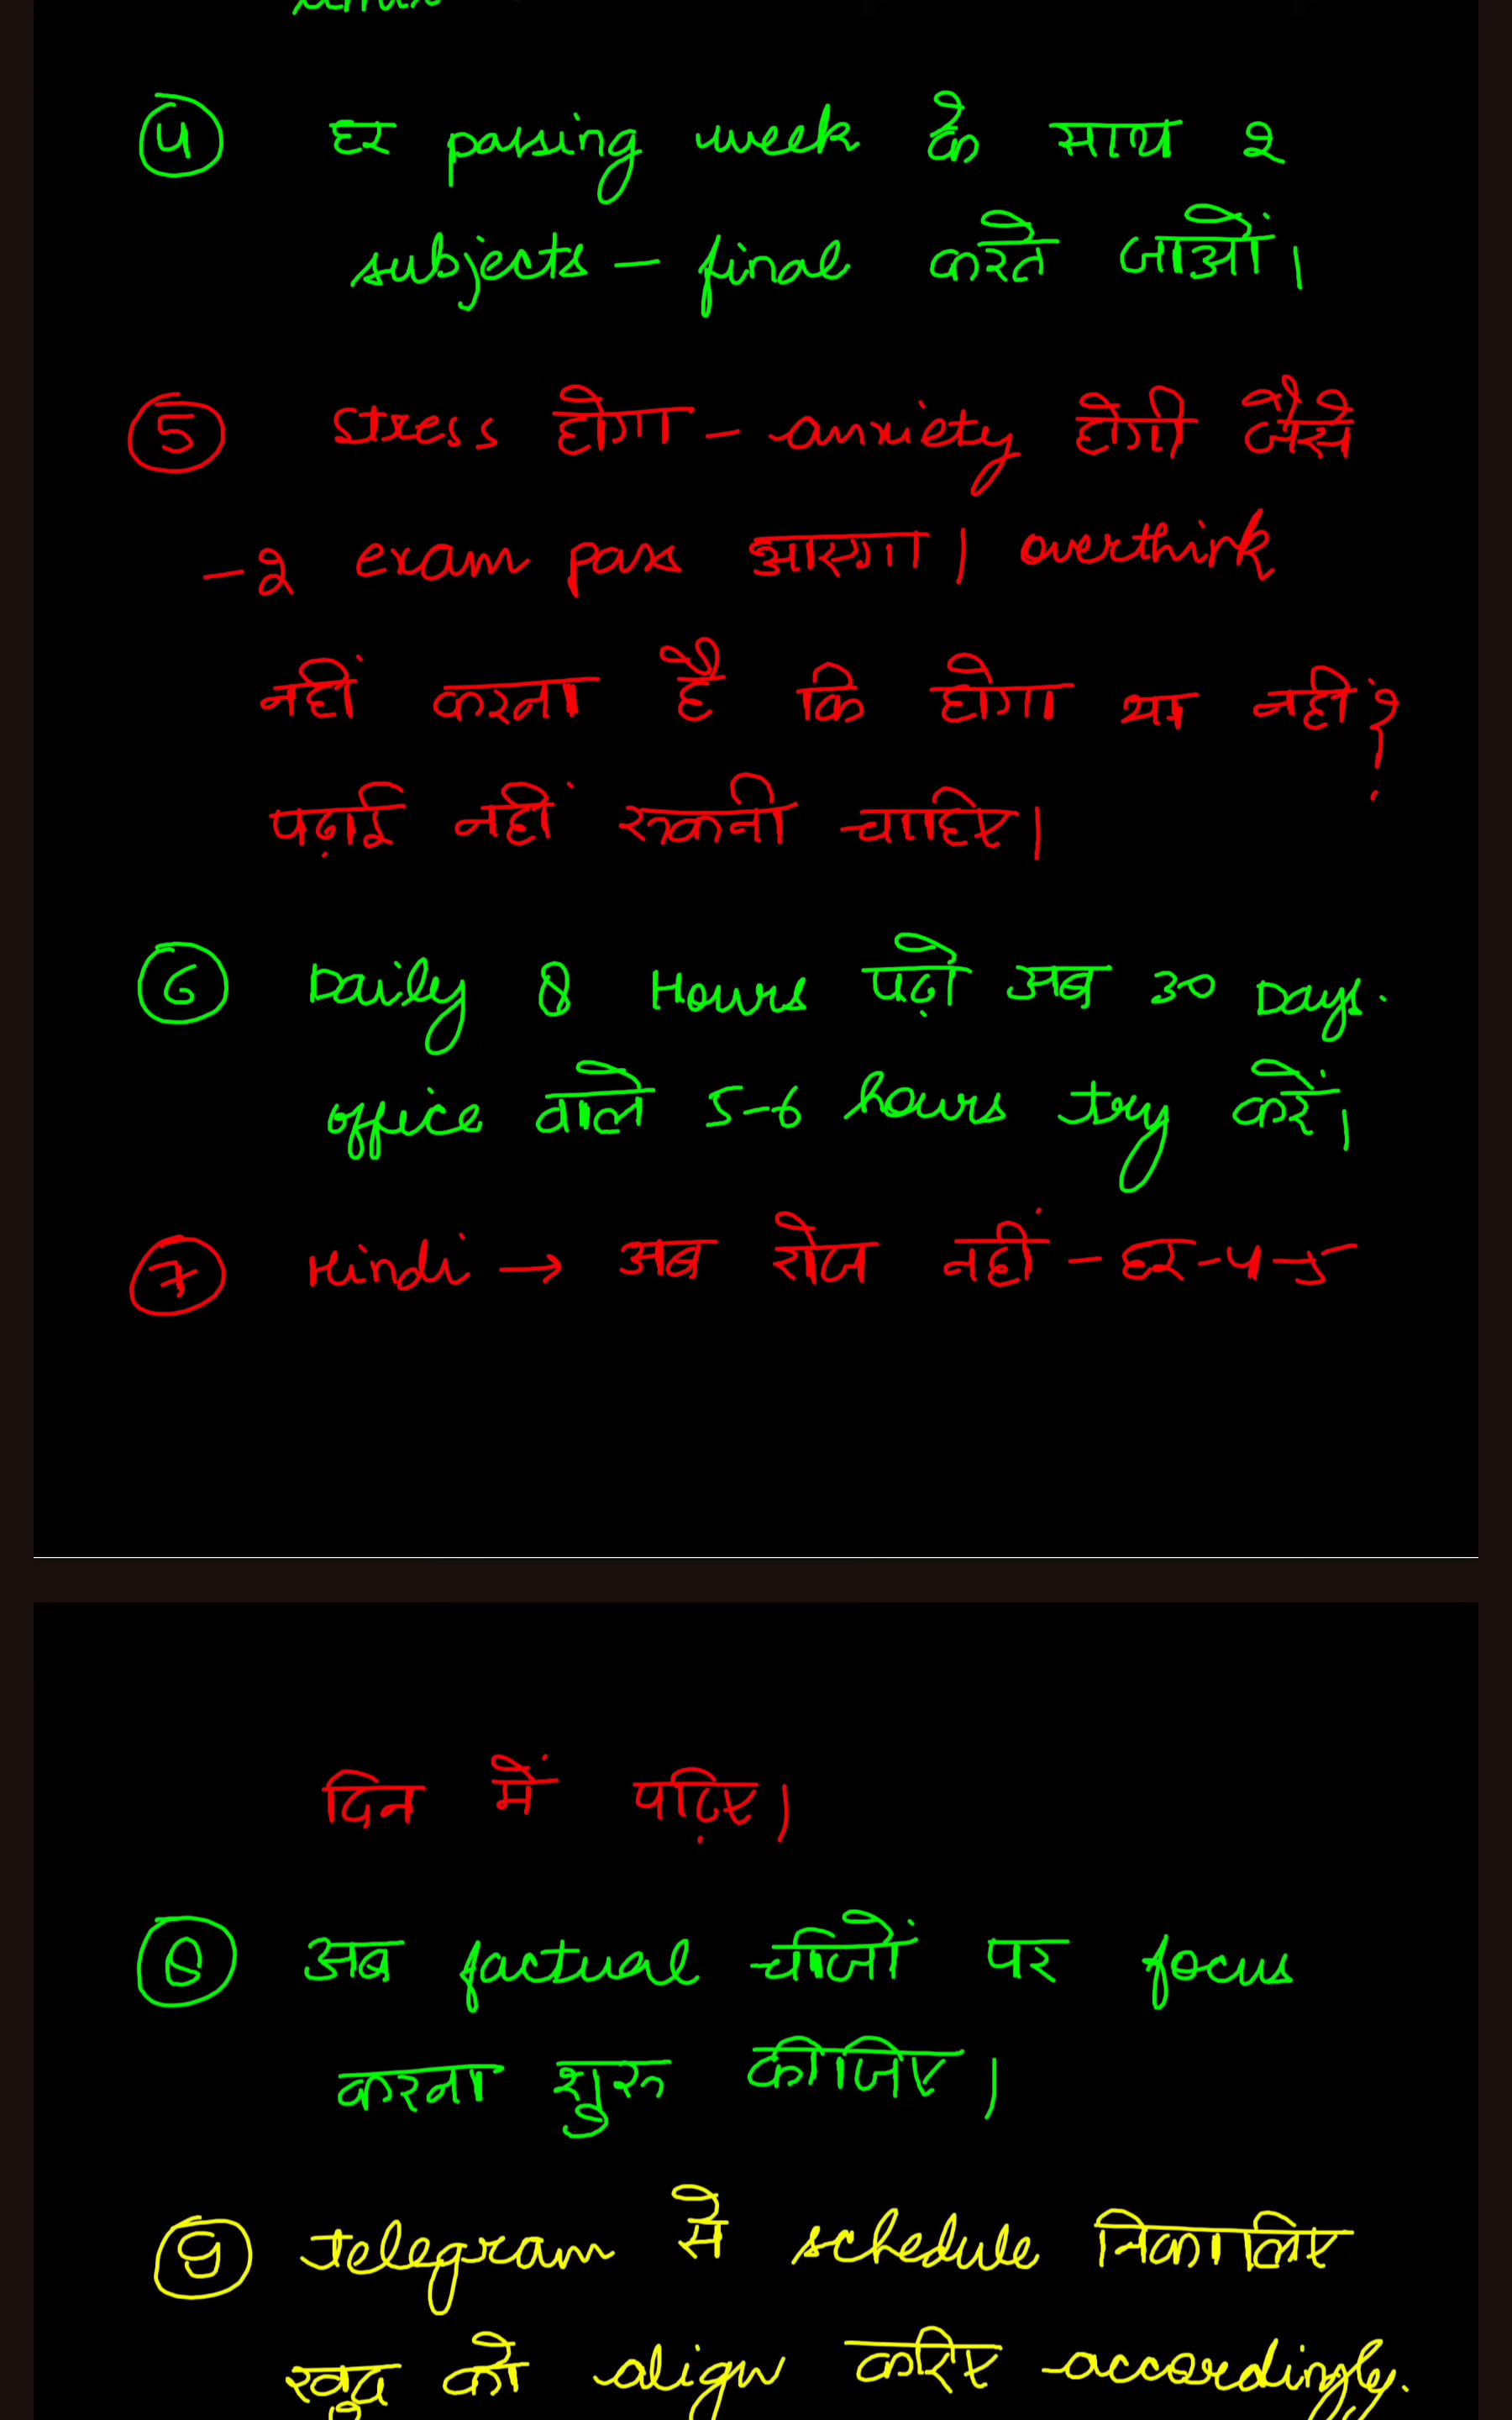 ④ हर passing week के साथ 2
subjects - final करते जाओं।
⑤ stress होगा - anxiety होगी जैसे
-2 exam pass आएगा। overthink
नहीं करना है कि होगा या नहीं?
पढ़ाई नहीं रुकनी चाहिए।
⑥ Daily 8 Hours पढ़ो अब 30 Days.
office वाले 5-6 hours try करें।
⑦ Hindi → अब रोज नहीं - हर-4-5
दिन में पढ़िए।
⑧ अब factual चीजों पर focus
करना शुरु कीजिए।
⑨ Telegram से schedule निकालिए
खुद को align करिए accordingly.